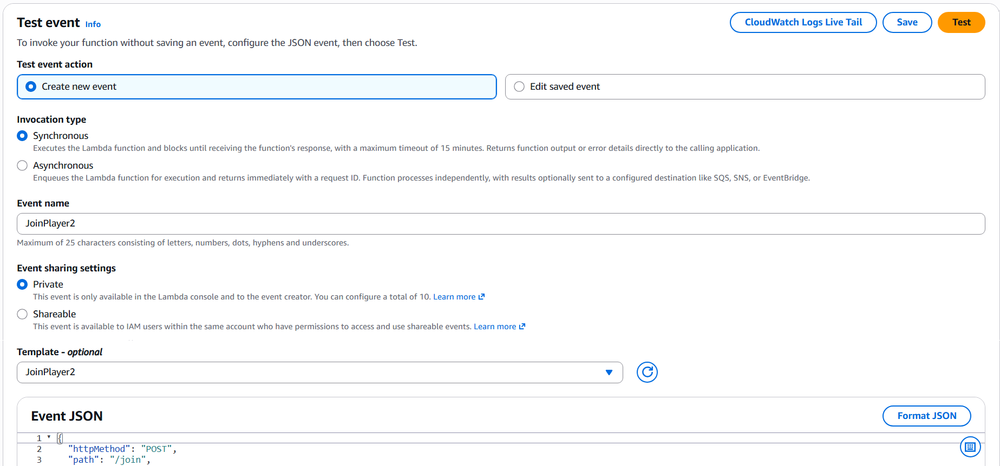 Test event Info
CloudWatch Logs Live Tail
Save
Test
To invoke your function without saving an event, configure the JSON event, then choose Test.
Test event action
Create new event
Edit saved event
Invocation type
Synchronous
Executes the Lambda function and blocks until receiving the function's response, with a maximum timeout of 15 minutes. Returns function output or error details directly to the calling application.
Asynchronous
Enqueues the Lambda function for execution and returns immediately with a request ID. Function processes independently, with results optionally sent to a configured destination like SQS, SNS, or EventBridge.
Event name
JoinPlayer2
Maximum of 25 characters consisting of letters, numbers, dots, hyphens and underscores.
Event sharing settings
Private
This event is only available in the Lambda console and to the event creator. You can configure a total of 10. Learn more
Shareable
This event is available to IAM users within the same account who have permissions to access and use shareable events. Learn more
Template - optional
JoinPlayer2
Event JSON
Format JSON
1 {
2 "httpMethod": "POST",
3 "path": "/join",